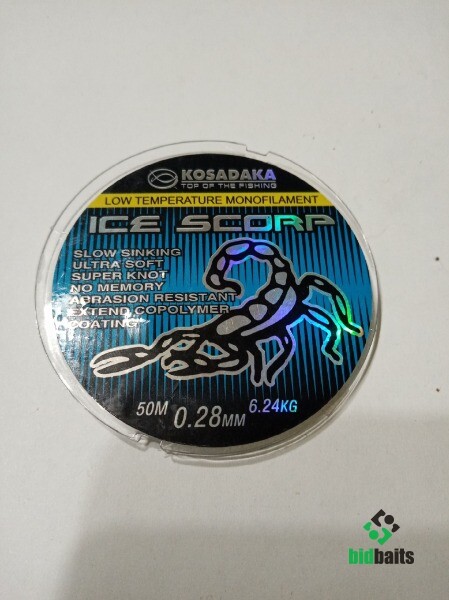 KOSADAKA
TOP OF THE FISHING
LOW TEMPERATURE MONOFILAMENT
ICE SCORP
SLOW SINKING
ULTRA SOFT
SUPER KNOT
NO MEMORY
ABRASION RESISTANT
EXTEND COPOLYMER
COATING
50M 0.28MM 6.24KG
bidbaits